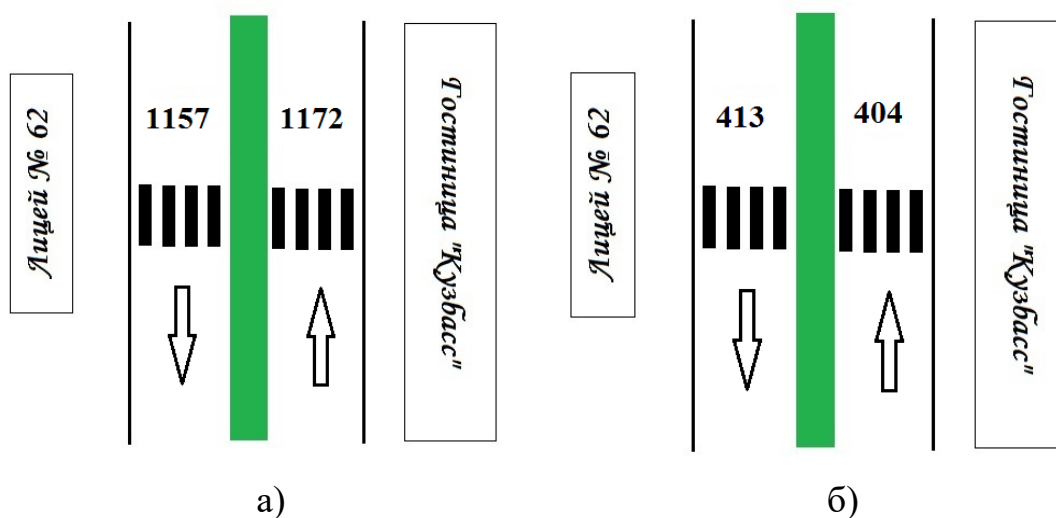 Лицей № 62
1157
1172
Гостиница "Кузбасс"
а)
Лицей № 62
413
404
Гостиница "Кузбасс"
б)